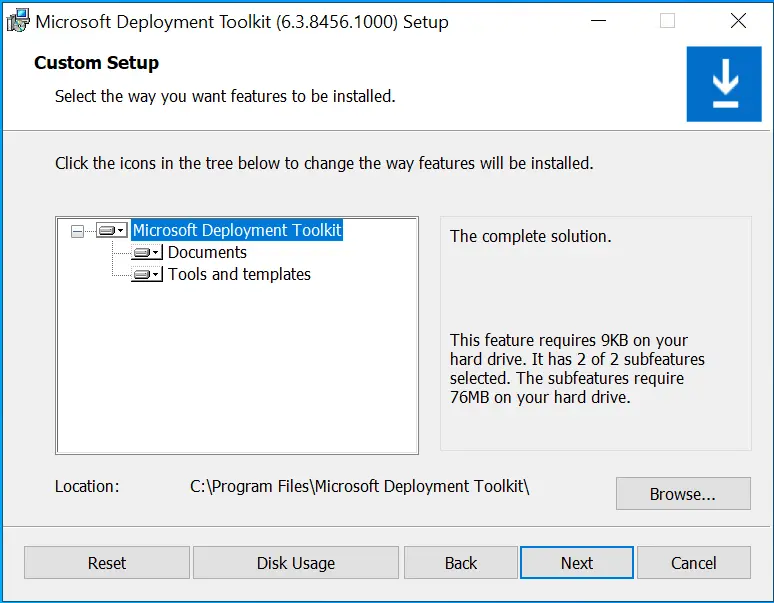 Microsoft Deployment Toolkit (6.3.8456.1000) Setup
Custom Setup
Select the way you want features to be installed.
Click the icons in the tree below to change the way features will be installed.
Microsoft Deployment Toolkit
Documents
Tools and templates
The complete solution.
This feature requires 9KB on your
hard drive. It has 2 of 2 subfeatures
selected. The subfeatures require
76MB on your hard drive.
Location: C:\Program Files\Microsoft Deployment Toolkit\
Browse...
Reset Disk Usage Back Next Cancel